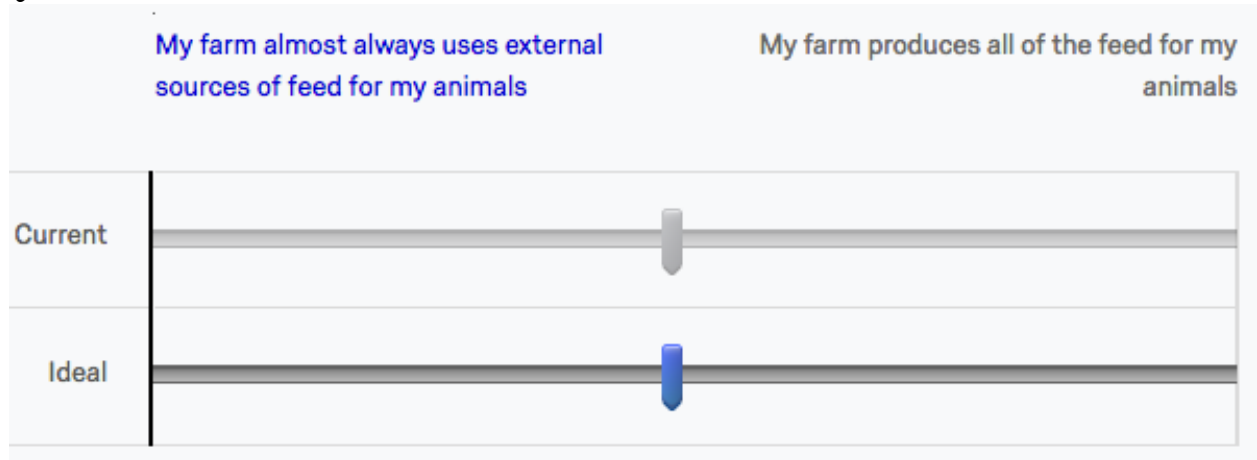 My farm almost always uses external
sources of feed for my animals
My farm produces all of the feed for my
animals
Current
Ideal